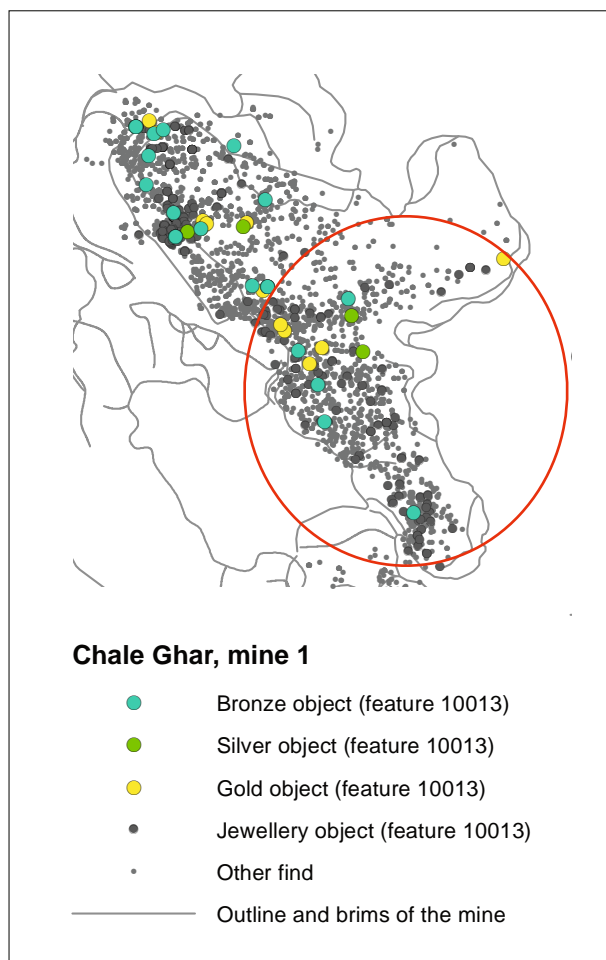 Chale Ghar, mine 1
Bronze object (feature 10013)
Silver object (feature 10013)
Gold object (feature 10013)
Jewellery object (feature 10013)
Other find
Outline and brims of the mine